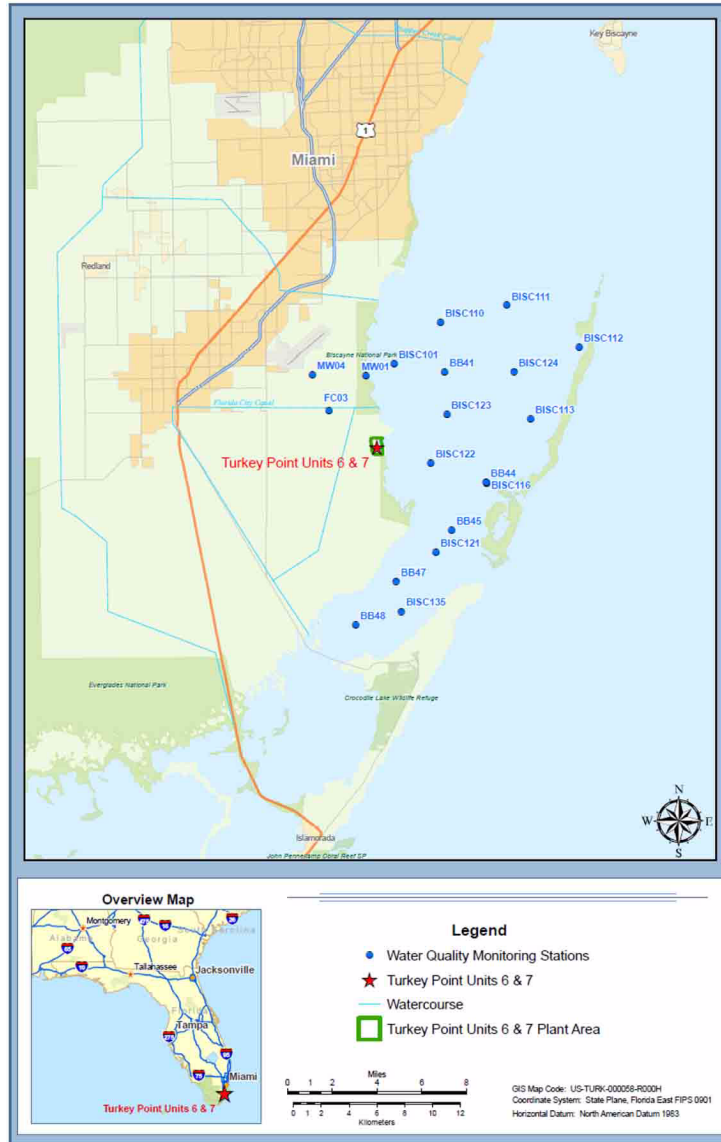 Key Biscayne
1
Miami
Redland
BISC111
BISC110
BISC112
Biscayne National Park
BISC101
MW04
MW01
BB41
BISC124
FC03
Florida City Canal
BISC123
BISC113
Turkey Point Units 6 & 7
BISC122
BB44
BISC116
BB45
BISC121
BB47
BISC135
BB48
Everglades National Park
Crocodile Lake Wildlife Refuge
N
W
E
S
Islamorada
John Pennekamp Coral Reef SP
Overview Map
Montgomery
Alabama
Georgia
South Carolina
Tallahassee
Jacksonville
Florida
Tampa
Miami
Turkey Point Units 6 & 7
Legend
Water Quality Monitoring Stations
Turkey Point Units 6 & 7
Watercourse
Turkey Point Units 6 & 7 Plant Area
Miles
0 1 2 4 6 8
0 1 2 4 6 8 10 12
Kilometers
GIS Map Code: US-TURK-000058-R000H
Coordinate System: State Plane, Florida East FIPS 0901
Horizontal Datum: North American Datum 1983